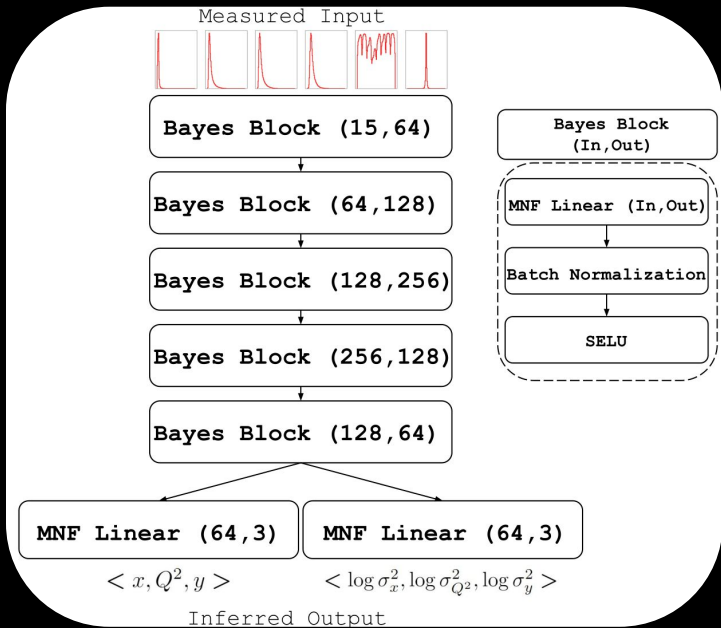 Measured Input
Bayes Block (15,64)
Bayes Block (64,128)
Bayes Block (128,256)
Bayes Block (256,128)
Bayes Block (128,64)
MNF Linear (64,3)
MNF Linear (64,3)
< x, Q², y >
< log σ²_x, log σ²_{Q²}, log σ²_y >
Inferred Output
Bayes Block
(In,Out)
MNF Linear (In,Out)
Batch Normalization
SELU